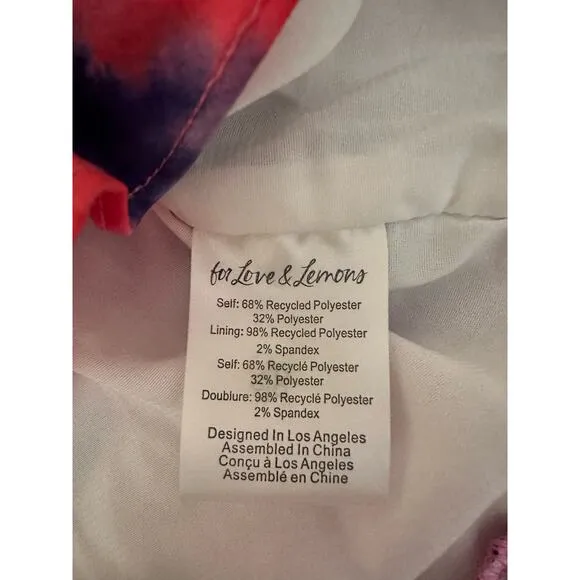 for Love & Lemons
Self: 68% Recycled Polyester
32% Polyester
Lining: 98% Recycled Polyester
2% Spandex
Self: 68% Recyclé Polyester
32% Polyester
Doublure: 98% Recyclé Polyester
2% Spandex
Designed In Los Angeles
Assembled In China
Conçu à Los Angeles
Assemblé en Chine